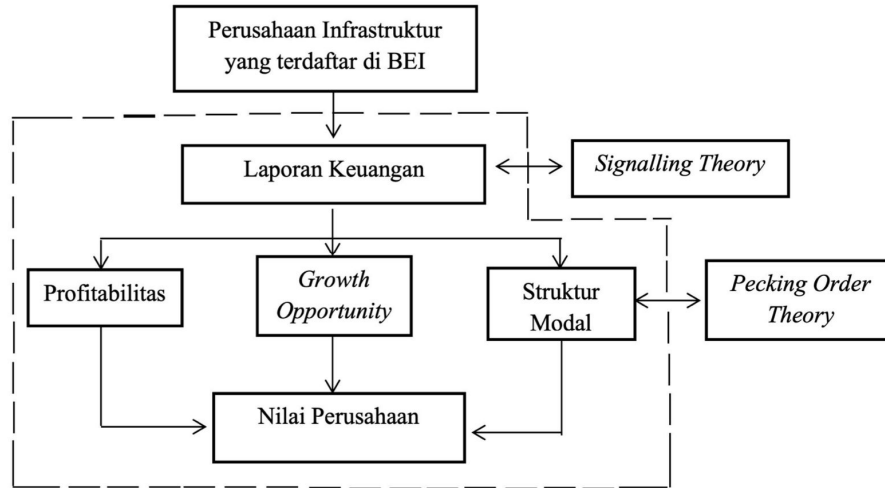 Perusahaan Infrastruktur
yang terdaftar di BEI
Laporan Keuangan
Signalling Theory
Profitabilitas
Growth
Opportunity
Struktur
Modal
Pecking Order
Theory
Nilai Perusahaan